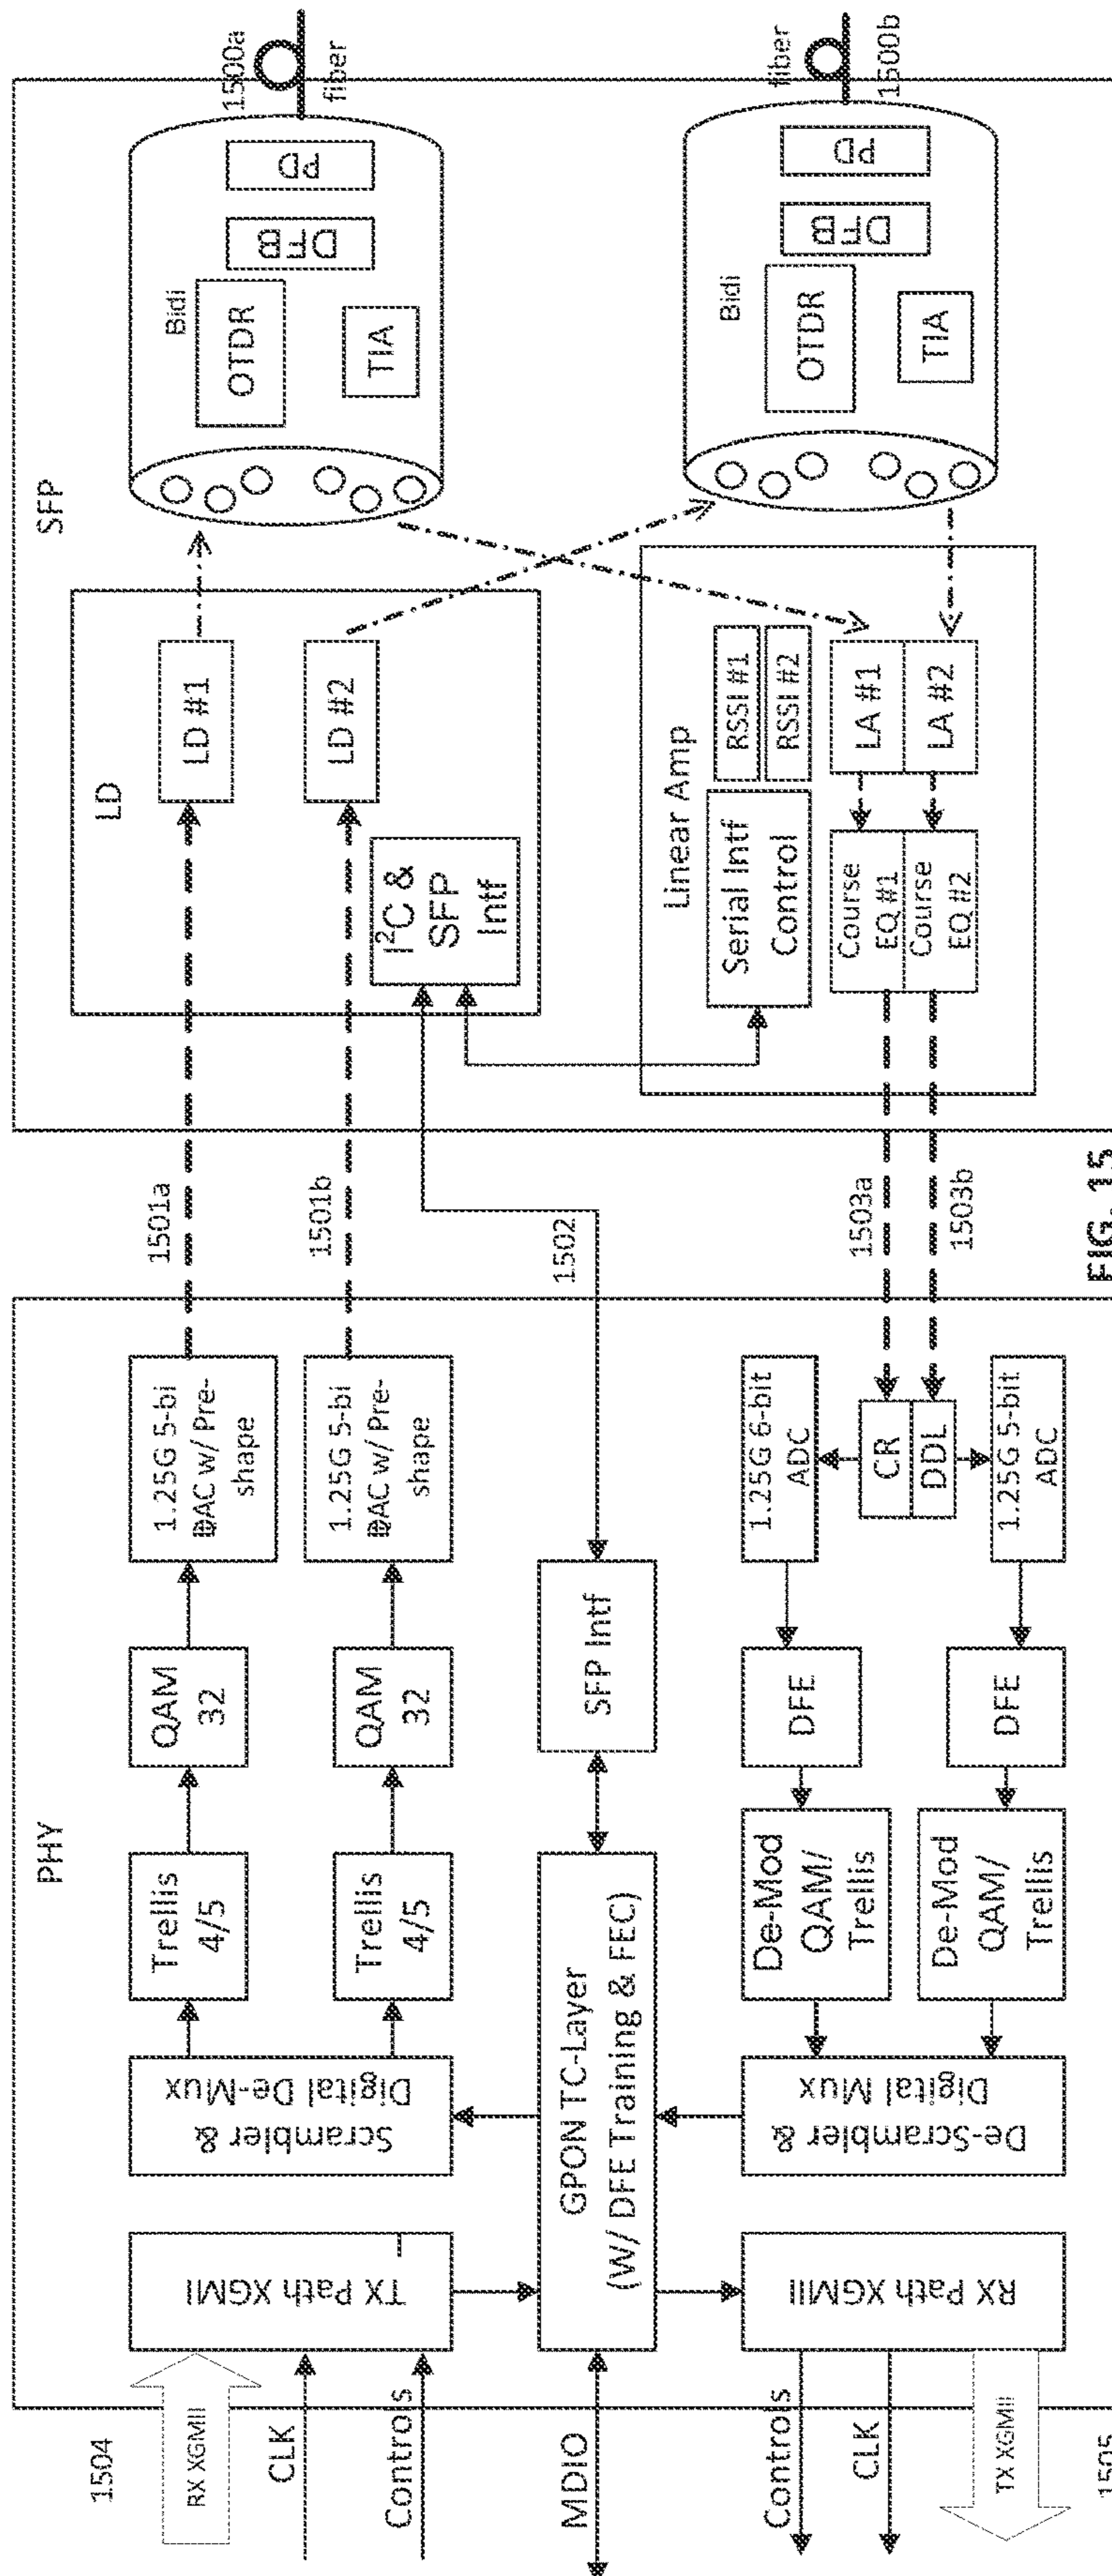 1504
RX XGMII
CLK
Controls
MDIO
Controls
CLK
TX XGMII
1505
PHY
TX Path XGMII
Scrambler &
Digital De-Mux
Trellis
4/5
QAM
32
1.25G 5-bi
DAC w/ Pre-
shape
Trellis
4/5
QAM
32
1.25G 5-bi
DAC w/ Pre-
shape
GPON TC-Layer
(W/ DFE Training & FEC)
SFP Intf
RX Path XGMII
De-Scrambler &
Digital Mux
De-Mod
QAM/
Trellis
DFE
1.25G 6-bit
ADC
CR
DDL
De-Mod
QAM/
Trellis
DFE
1.25G 5-bit
ADC
1501a
1501b
1502
1503a
1503b
FIG. 15
SFP
LD
LD #1
LD #2
I²C &
SFP
Intf
Linear Amp
Serial Intf
Control
RSSI #1
RSSI #2
Course
EQ #1
Course
EQ #2
LA #1
LA #2
Bidi
OTDR
TIA
DFB
PD
1500a
fiber
Bidi
OTDR
TIA
DFB
PD
fiber
1500b